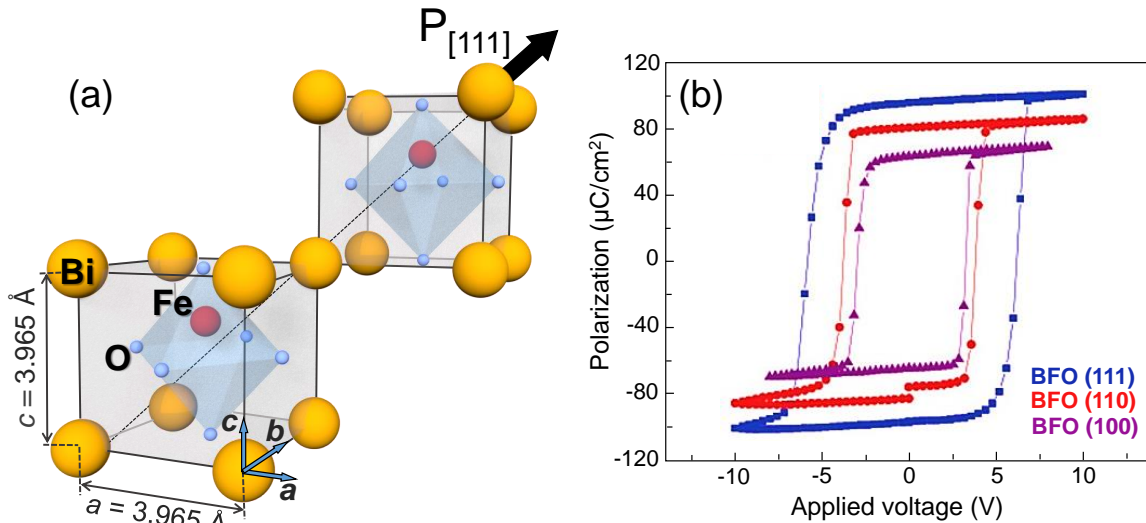 (a)
P[111]
Bi
Fe
O
c = 3.965 Å
a = 3.965 Å
c
b
a
(b)
120
80
40
0
-40
-80
-120
-10
-5
0
5
10
Polarization (µC/cm²)
Applied voltage (V)
BFO (111)
BFO (110)
BFO (100)